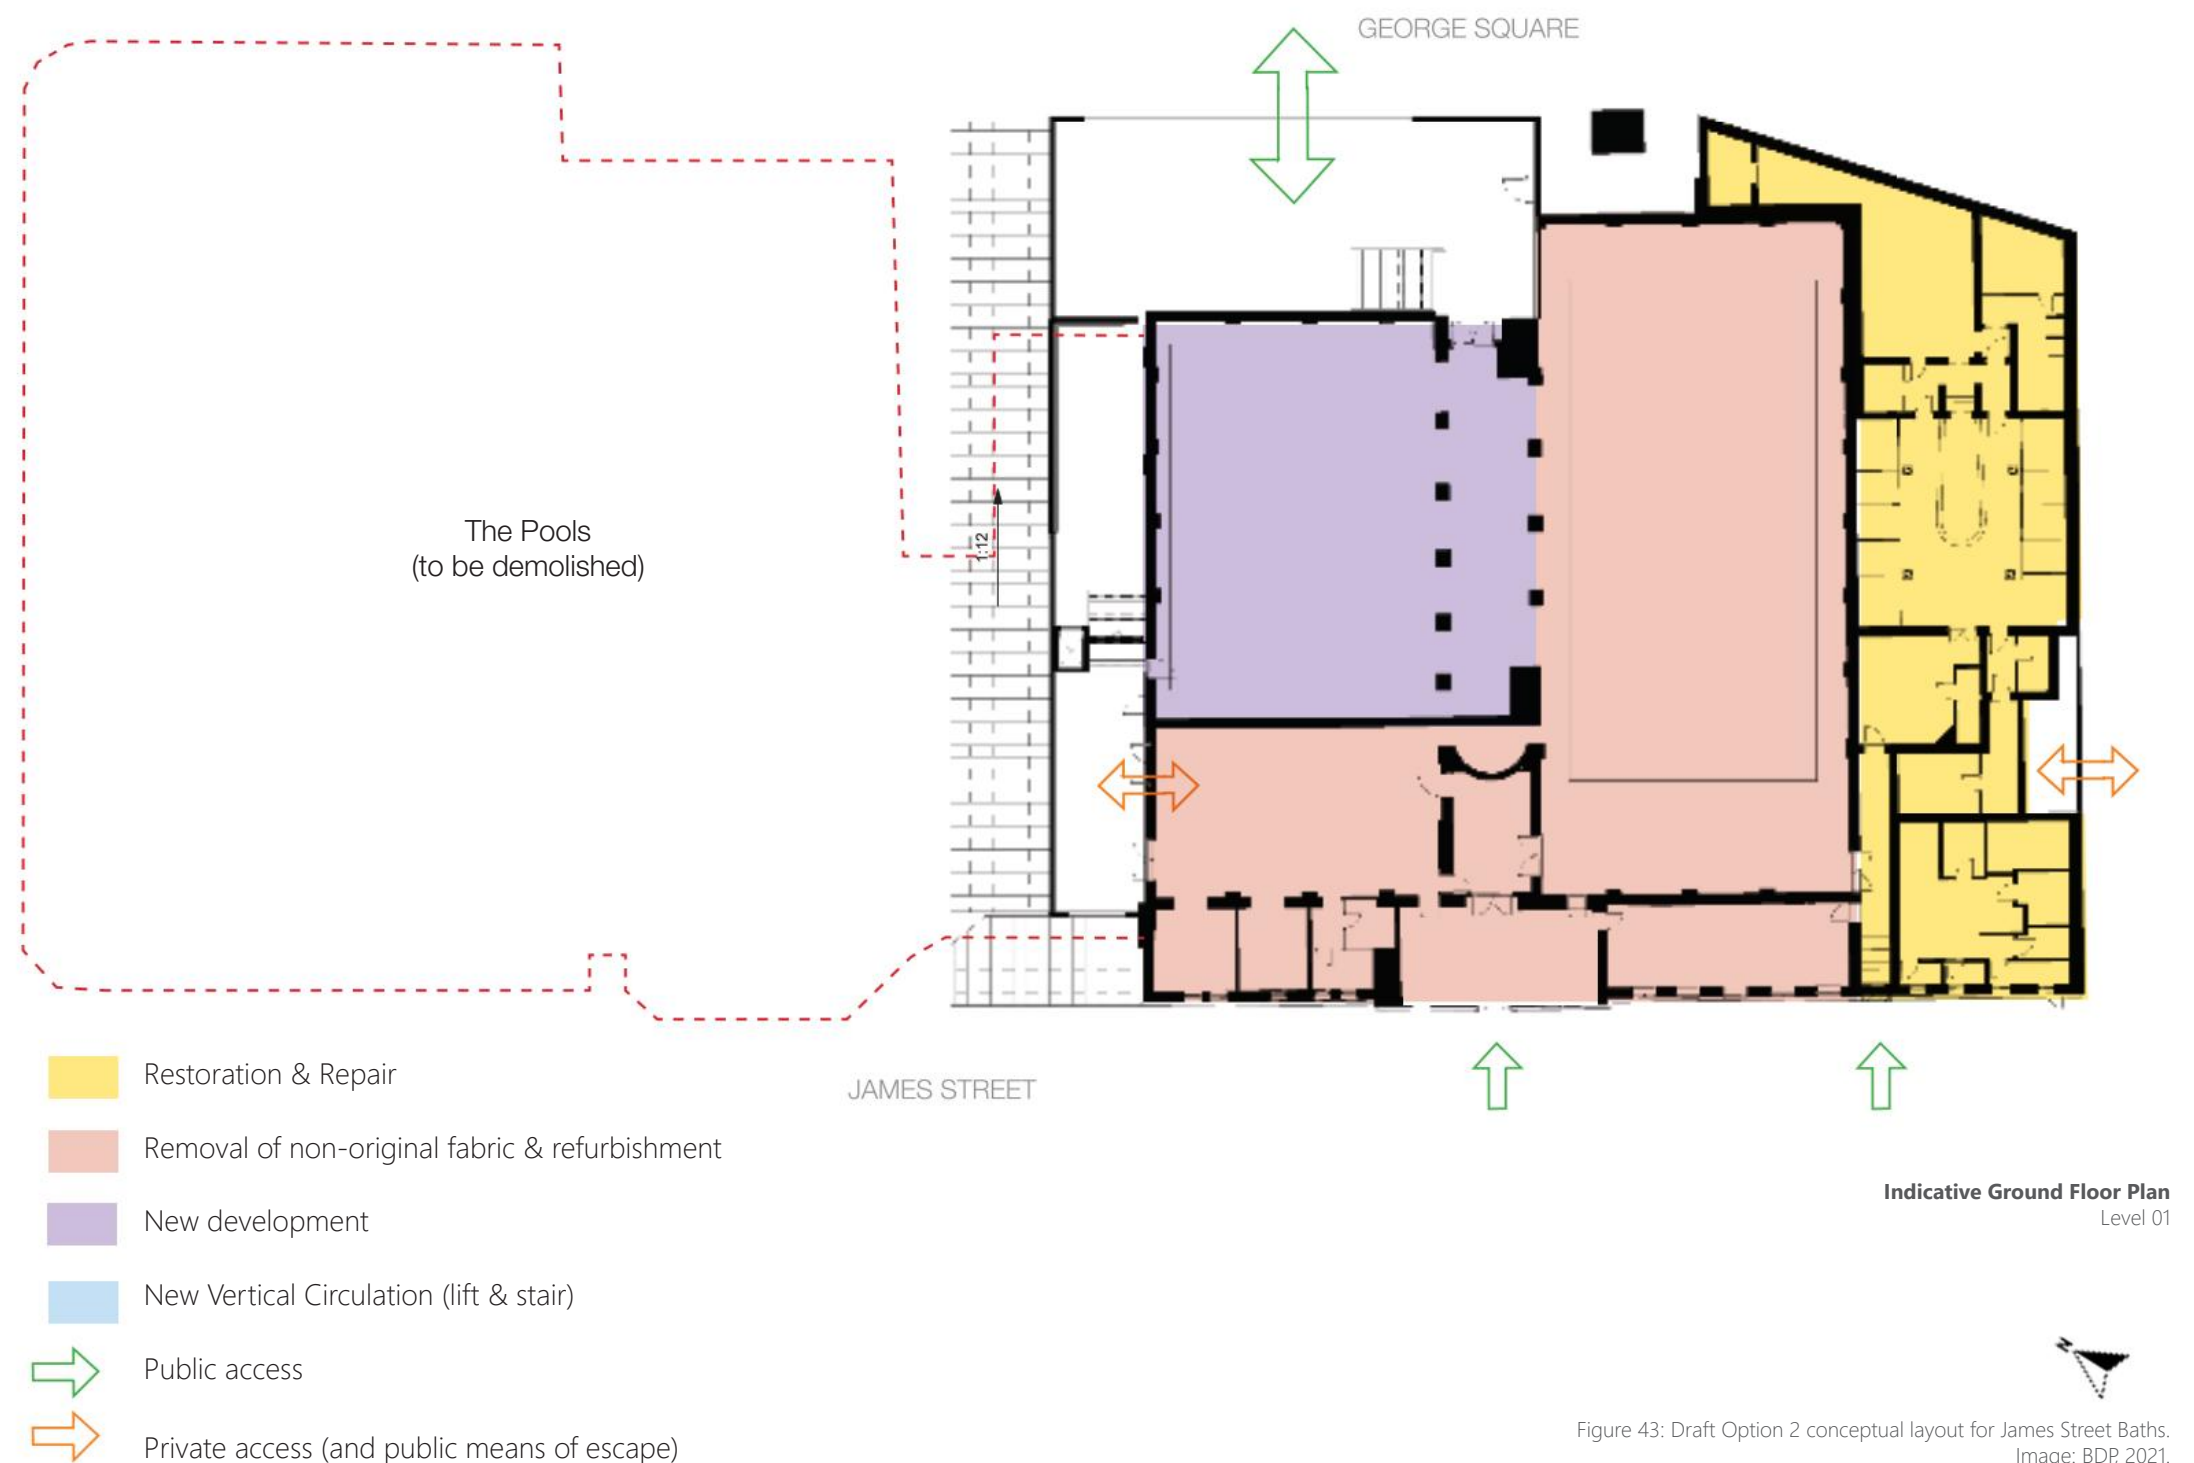 GEORGE SQUARE
The Pools
(to be demolished)
1:12
JAMES STREET
Restoration & Repair
Removal of non-original fabric & refurbishment
New development
New Vertical Circulation (lift & stair)
Public access
Private access (and public means of escape)
Indicative Ground Floor Plan
Level 01
N
Figure 43: Draft Option 2 conceptual layout for James Street Baths.
Image: BDP, 2021.